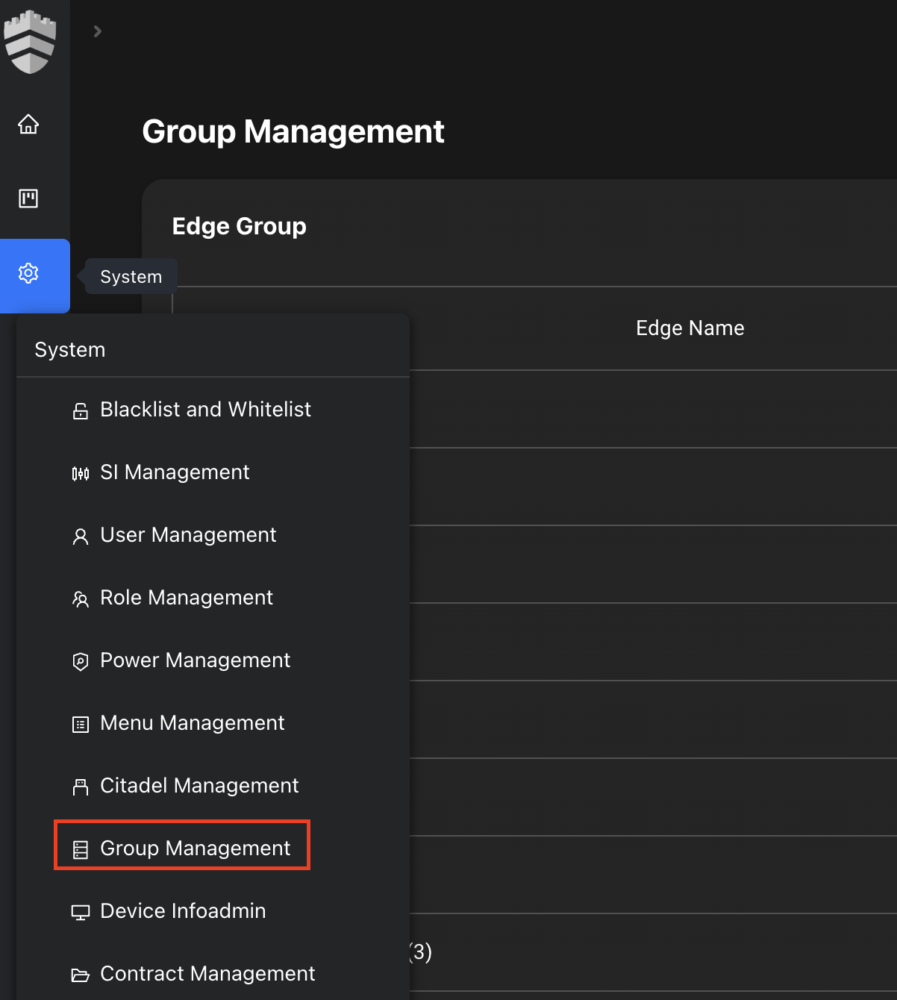 Group Management
Edge Group
System
Edge Name
System
Blacklist and Whitelist
SI Management
User Management
Role Management
Power Management
Menu Management
Citadel Management
Group Management
Device Infoadmin
(3)
Contract Management